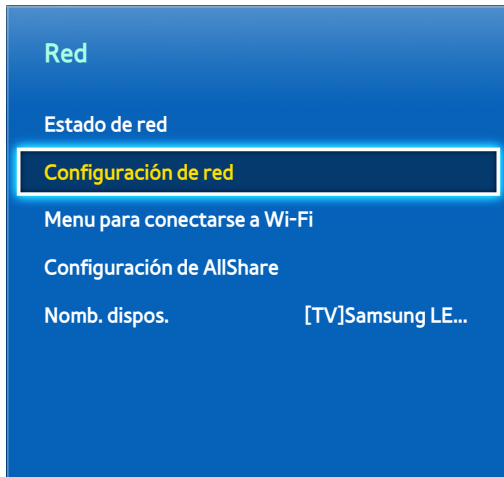 Red
Estado de red
Configuración de red
Menu para conectarse a Wi-Fi
Configuración de AllShare
Nomb. dispos. [TV]Samsung LE...